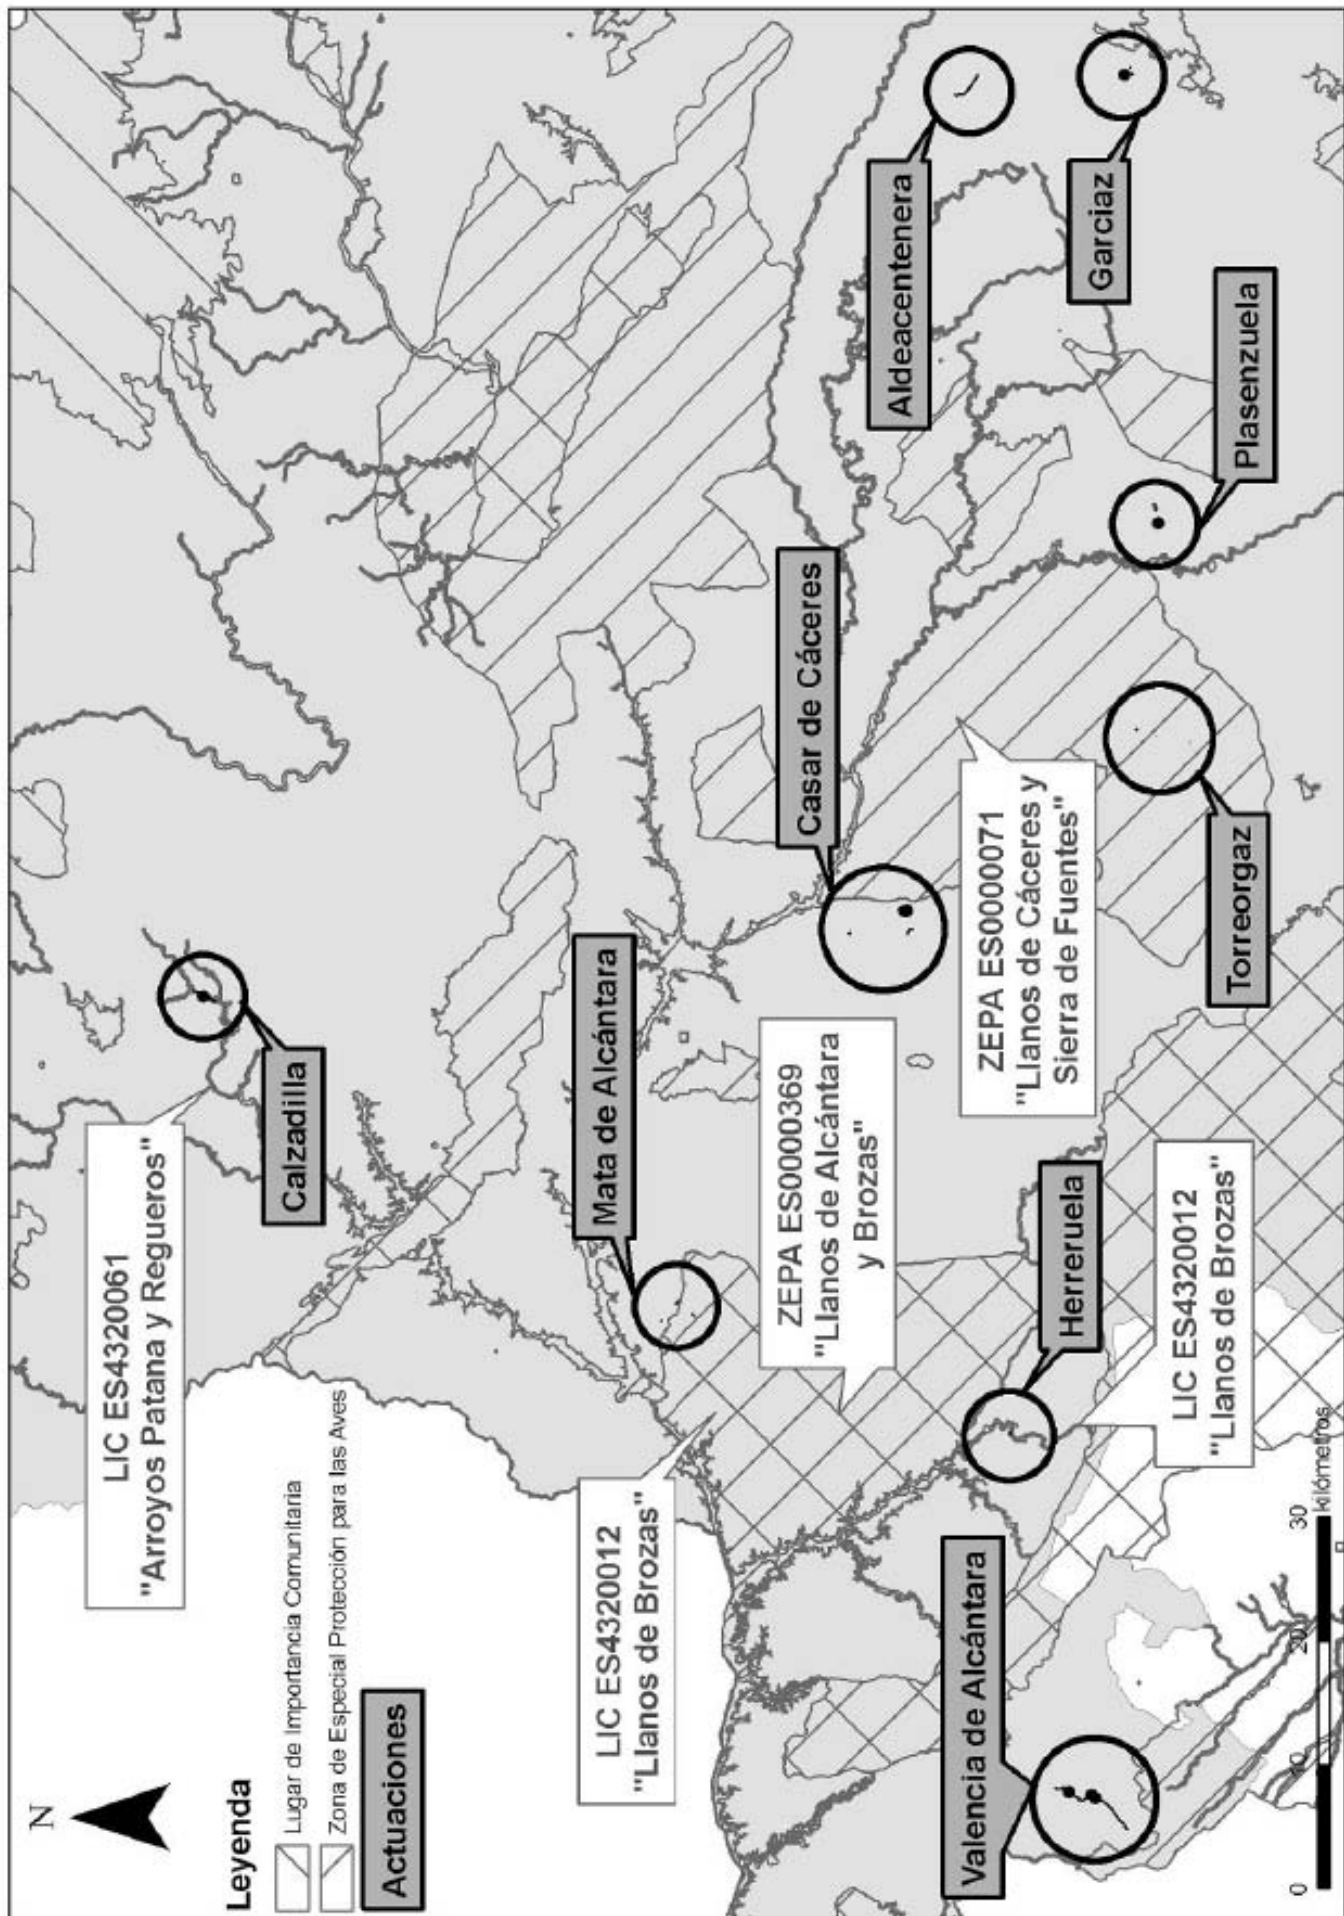 N
Leyenda
Lugar de Importancia Comunitaria
Zona de Especial Protección para las Aves
Actuaciones
LIC ES4320061
"Arroyos Patana y Regueros"
Calzadilla
LIC ES4320012
"Llanos de Brozas"
Mata de Alcántara
ZEPA ES0000369
"Llanos de Alcántara
y Brozas"
Casar de Cáceres
Aldeacentenera
Valencia de Alcántara
Herreruela
ZEPA ES0000071
"Llanos de Cáceres y
Sierra de Fuentes"
Garciaz
LIC ES4320012
"Llanos de Brozas"
Torreorgaz
Plasenzuela
0 10 20 30
kilómetros